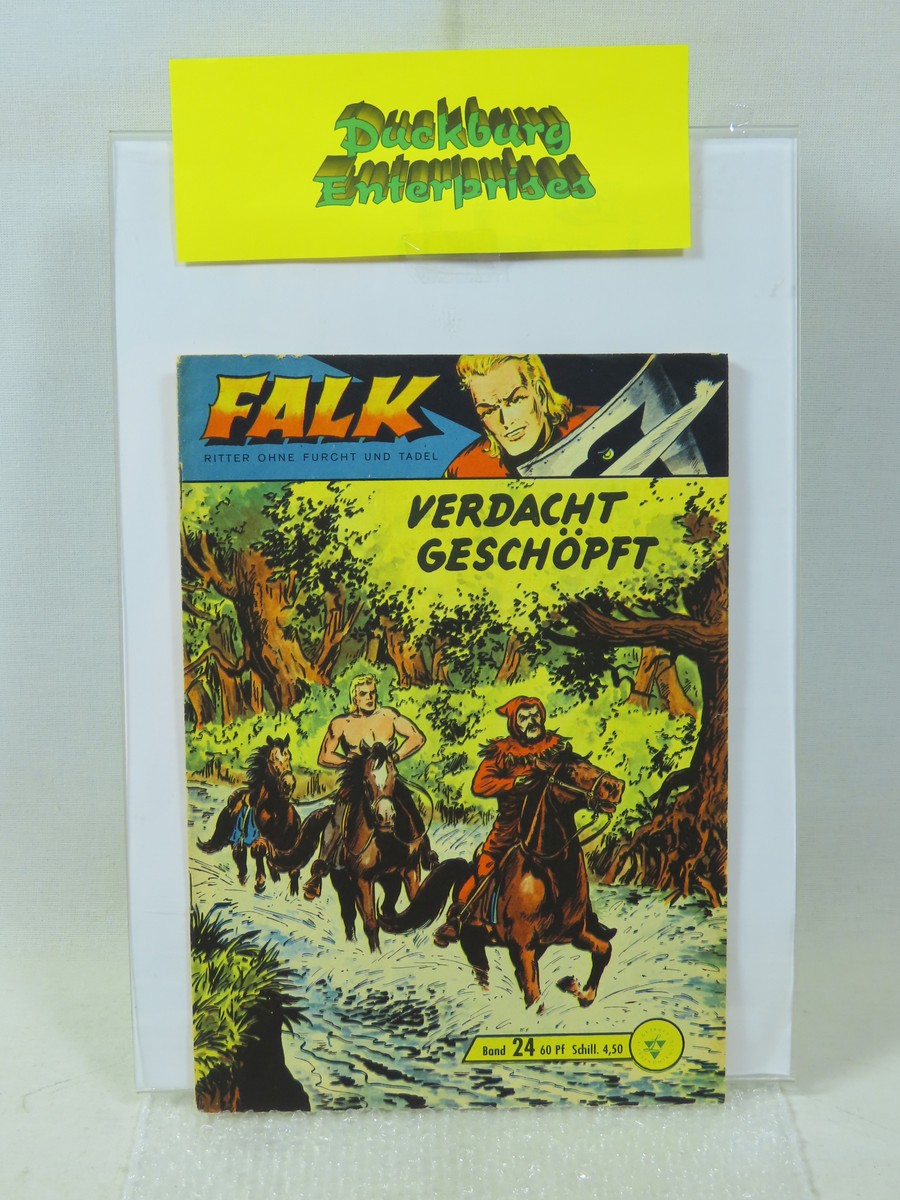 Duckburg
Enterprises
FALK
RITTER OHNE FURCHT UND TADEL
VERDACHT
GESCHÖPFT
Band 24 60 Pf Schill. 4,50